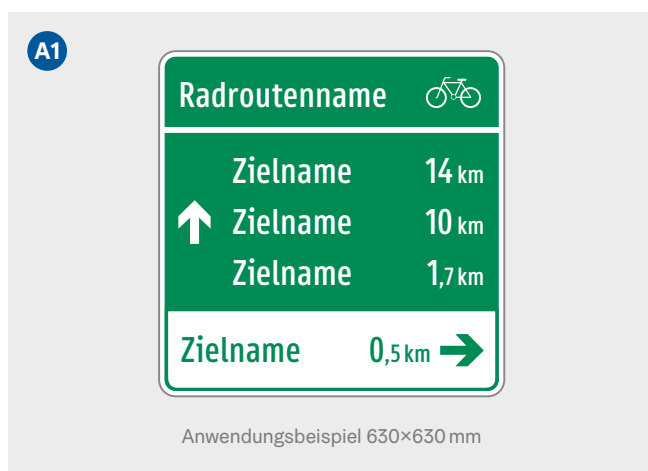 A1
Radroutenname
Zielname 14 km
Zielname 10 km
Zielname 1,7 km
Zielname 0,5 km
Anwendungsbeispiel 630×630 mm